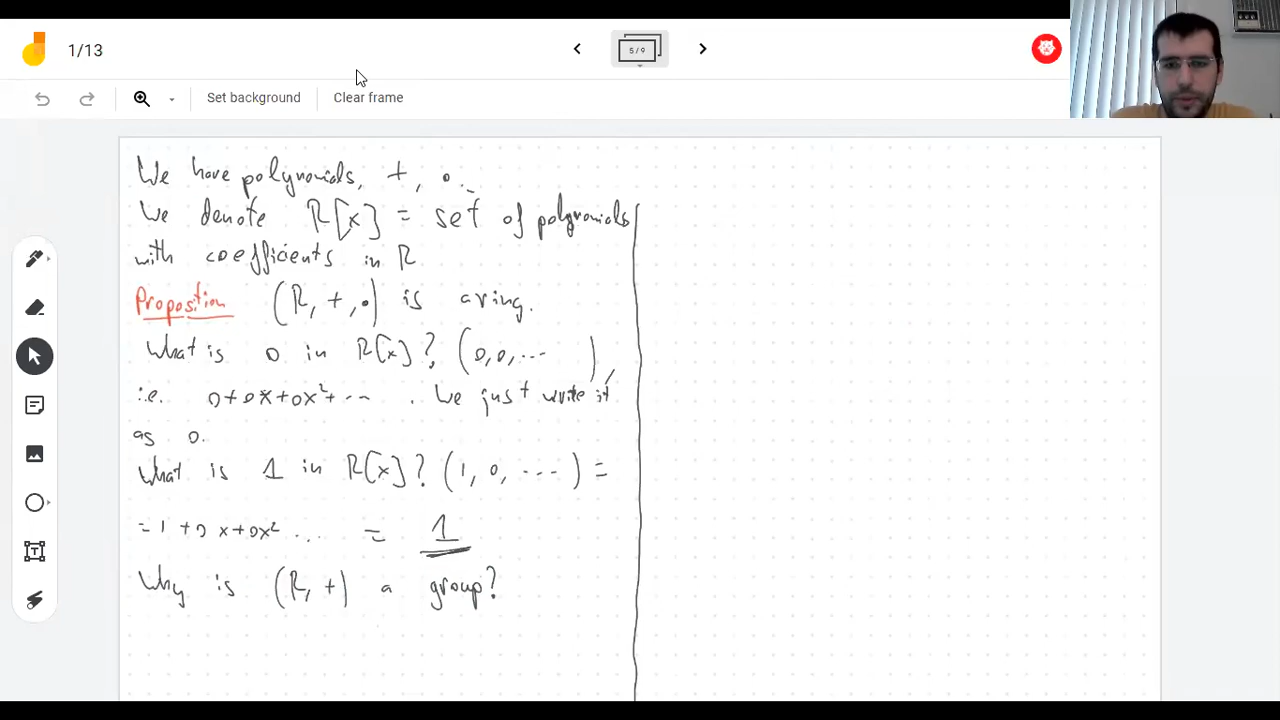 1/13
5/9
Set background
Clear frame
We have polynomials, +, ·.
We denote R[x] = set of polynomials
with coefficients in R
Proposition (R, +, ·) is a ring.
What is 0 in R[x]? (0,0,... ),
i.e. 0+0x+0x²+... . We just write it
as 0.
What is 1 in R[x]? (1, 0, ...) =
= 1 + 0x+0x² ... = 1
Why is (R, +) a group?